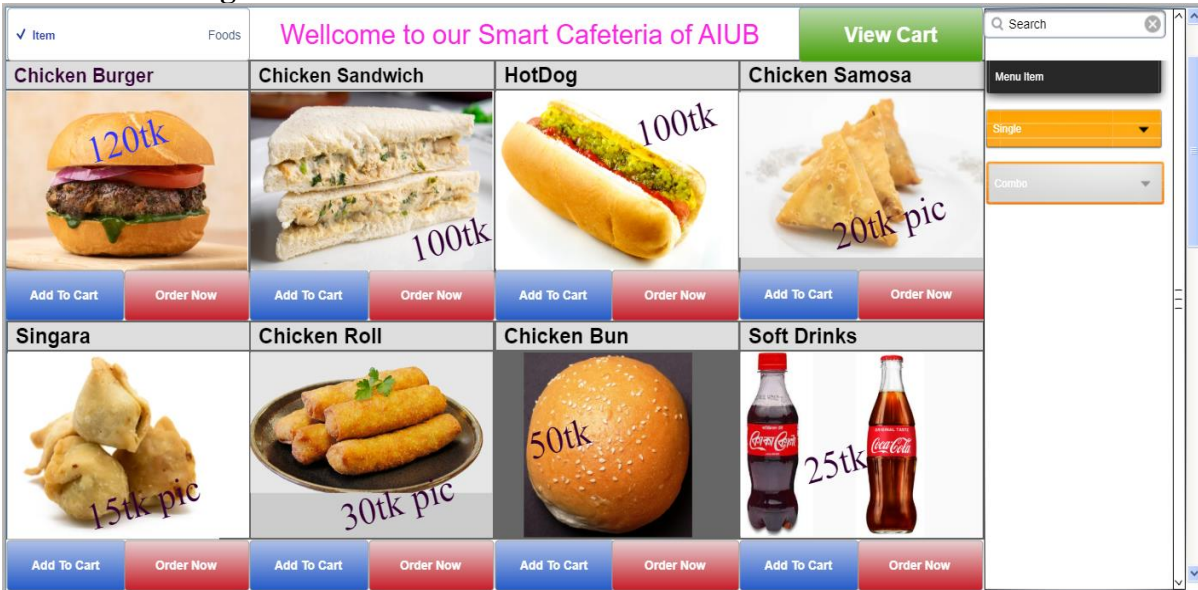 ✓ Item Foods Wellcome to our Smart Cafeteria of AIUB View Cart Search
Chicken Burger Chicken Sandwich HotDog Chicken Samosa Menu Item
120tk 100tk 100tk 20tk pic
Single
Combo
Add To Cart Order Now Add To Cart Order Now Add To Cart Order Now Add To Cart Order Now
Singara Chicken Roll Chicken Bun Soft Drinks
15tk pic 30tk pic 50tk 25tk
কোকা কোলা
ORIGINAL TASTE
Coca-Cola
Add To Cart Order Now Add To Cart Order Now Add To Cart Order Now Add To Cart Order Now